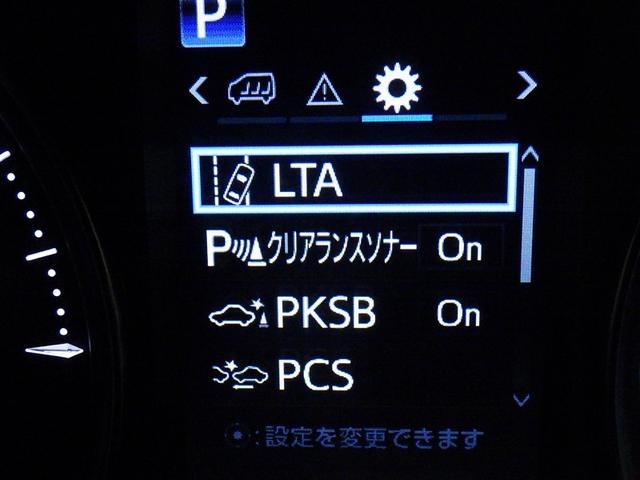 P
LTA
Pクリアランスソナー On
PKSB On
PCS
:設定を変更できます